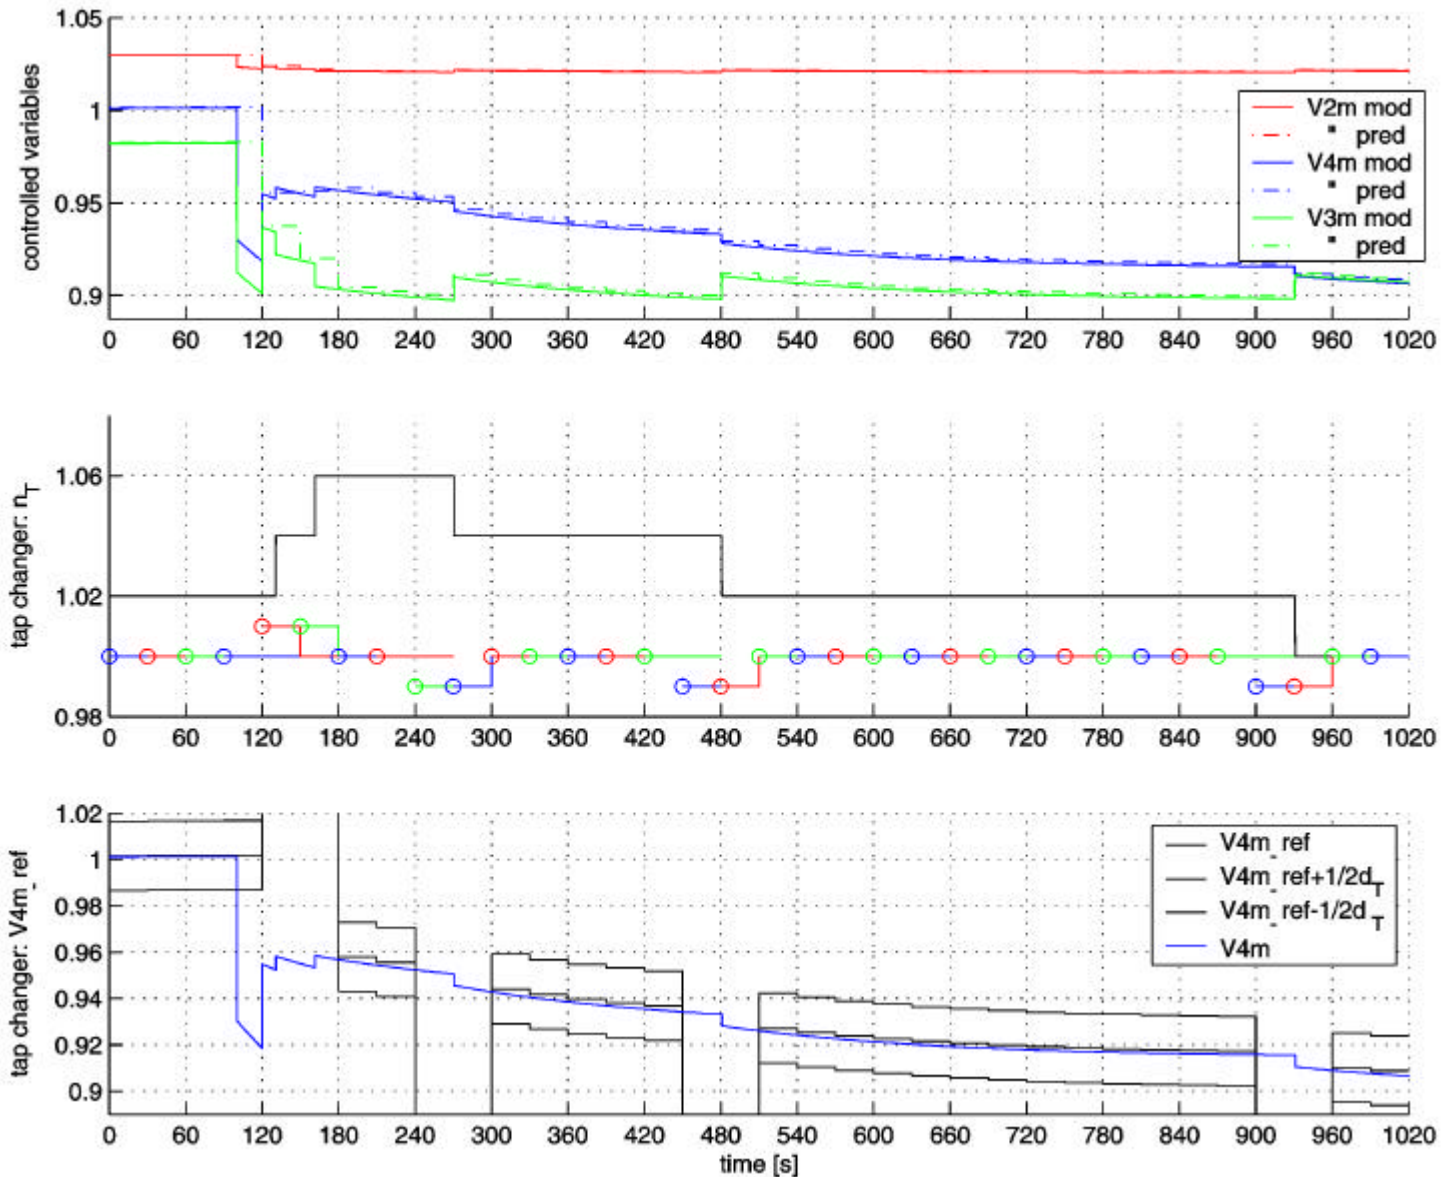 controlled variables
1.05
1
0.95
0.9
0 60 120 180 240 300 360 420 480 540 600 660 720 780 840 900 960 1020
V2m mod
" pred
V4m mod
" pred
V3m mod
" pred
tap changer: n_T
1.06
1.02
0.98
0 60 120 180 240 300 360 420 480 540 600 660 720 780 840 900 960 1020
tap changer: V4m_ref
1.02
1
0.98
0.96
0.94
0.92
0.9
0 60 120 180 240 300 360 420 480 540 600 660 720 780 840 900 960 1020
V4m_ref
V4m_ref+1/2d_T
V4m_ref-1/2d_T
V4m
time [s]